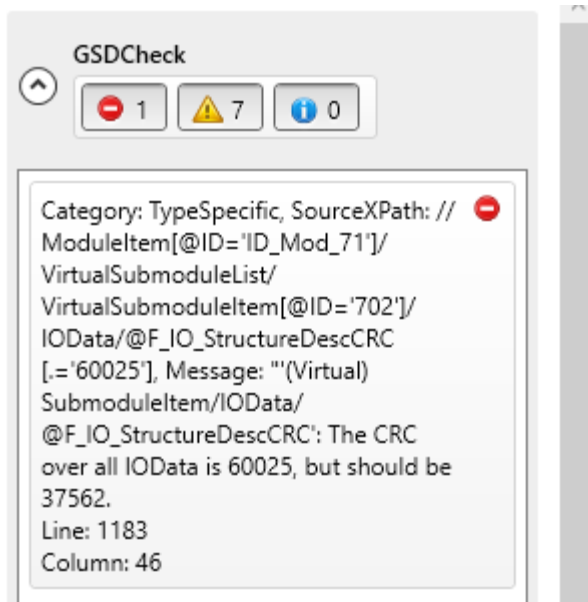 GSDCheck
1 7 0
Category: TypeSpecific, SourceXPath: //
ModuleItem[@ID='ID_Mod_71']/
VirtualSubmoduleList/
VirtualSubmoduleItem[@ID='702']/
IOData/@F_IO_StructureDescCRC
[.='60025'], Message: "'(Virtual)
SubmoduleItem/IOData/
@F_IO_StructureDescCRC': The CRC
over all IOData is 60025, but should be
37562.
Line: 1183
Column: 46